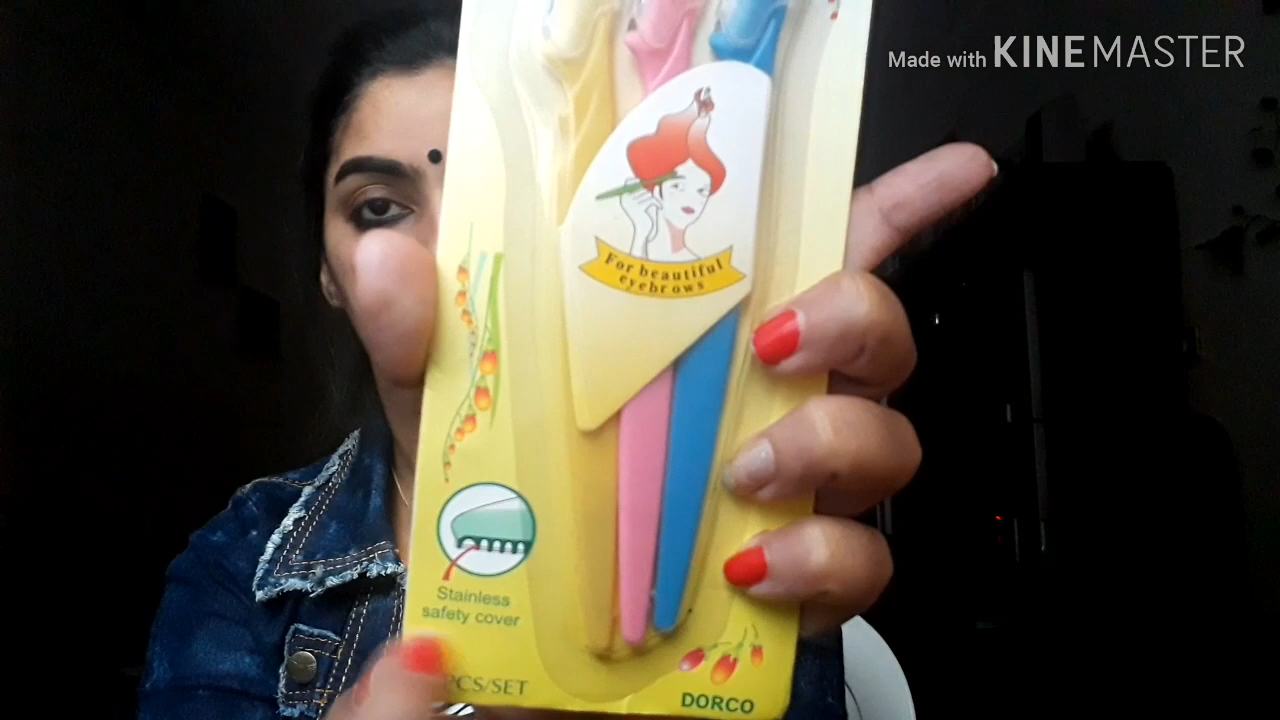 Made with KINEMASTER
For beautiful
eyebrows
Stainless
safety cover
PCS/SET
DORCO